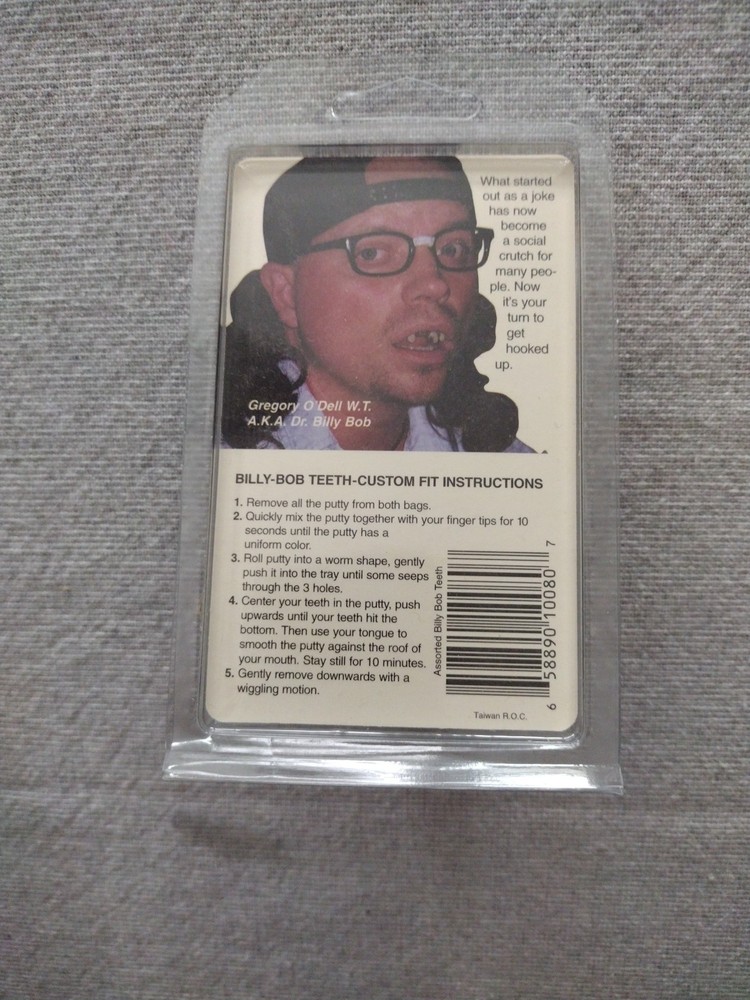 What started
out as a joke
has now
become
a social
crutch for
many peo-
ple. Now
it's your
turn to
get
hooked
up.
Gregory O'Dell W.T.
A.K.A. Dr. Billy Bob
BILLY-BOB TEETH-CUSTOM FIT INSTRUCTIONS
1. Remove all the putty from both bags.
2. Quickly mix the putty together with your finger tips for 10
seconds until the putty has a
uniform color.
3. Roll putty into a worm shape, gently
push it into the tray until some seeps
through the 3 holes.
4. Center your teeth in the putty, push
upwards until your teeth hit the
bottom. Then use your tongue to
smooth the putty against the roof of
your mouth. Stay still for 10 minutes.
5. Gently remove downwards with a
wiggling motion.
Assorted Billy Bob Teeth
6 58890 10080 7
Taiwan R.O.C.